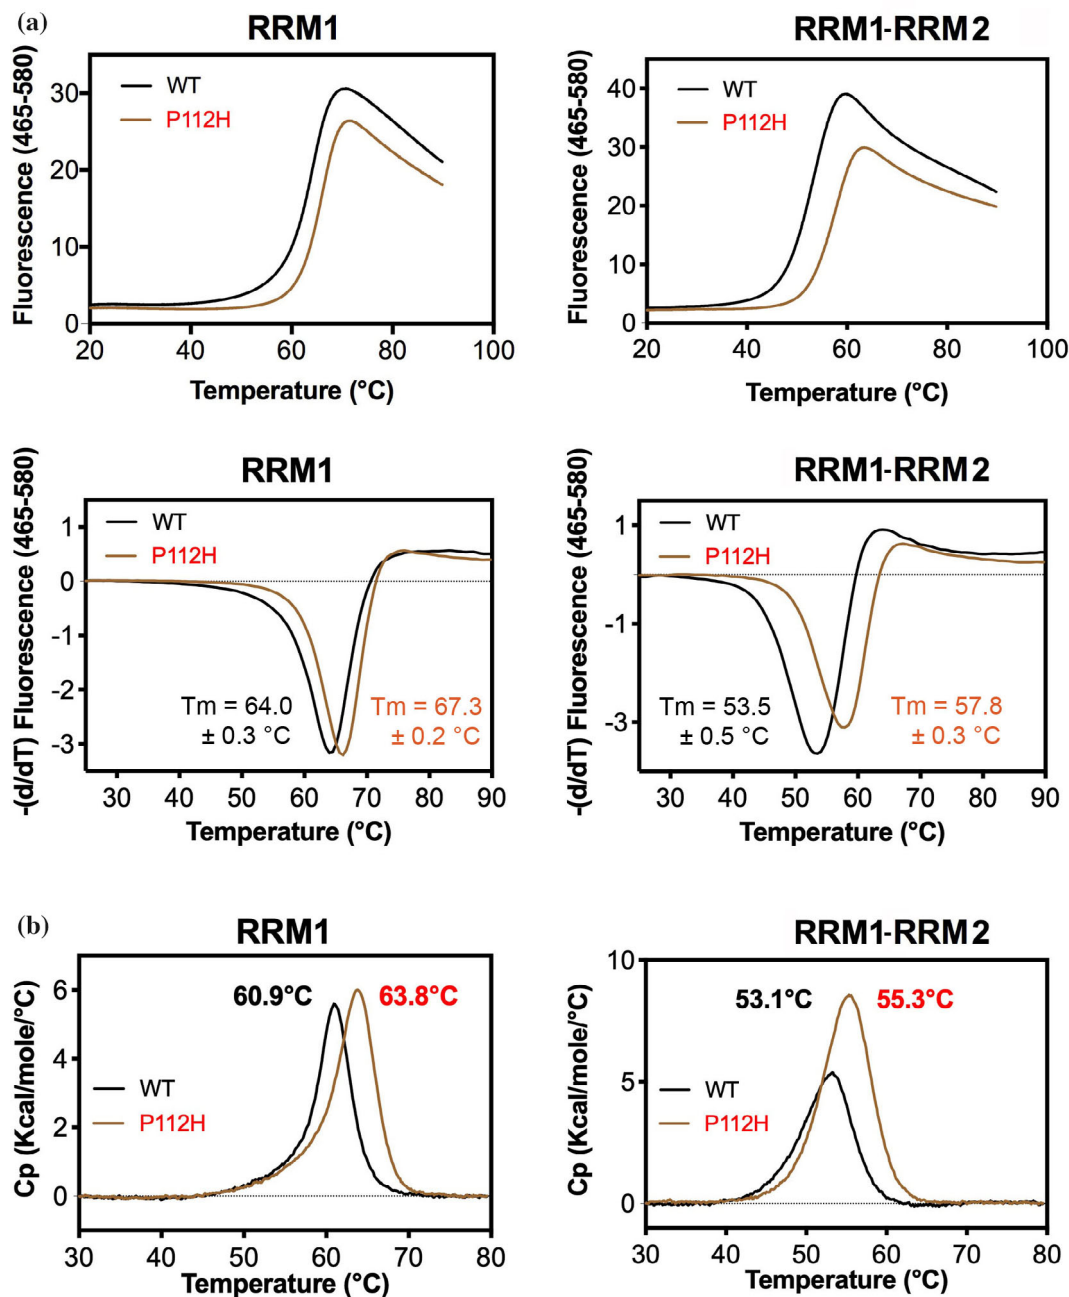 (a)
RRM1
Fluorescence (465-580)
30
20
10
0
WT
P112H
20 40 60 80 100
Temperature (°C)
RRM1-RRM2
Fluorescence (465-580)
40
30
20
10
0
WT
P112H
20 40 60 80 100
Temperature (°C)
RRM1
-(d/dT) Fluorescence (465-580)
1
0
-1
-2
-3
WT
P112H
Tm = 64.0
± 0.3 °C
Tm = 67.3
± 0.2 °C
30 40 50 60 70 80 90
Temperature (°C)
RRM1-RRM2
-(d/dT) Fluorescence (465-580)
1
-1
-3
WT
P112H
Tm = 53.5
± 0.5 °C
Tm = 57.8
± 0.3 °C
30 40 50 60 70 80 90
Temperature (°C)
(b)
RRM1
Cp (Kcal/mole/°C)
6
4
2
0
60.9°C 63.8°C
WT
P112H
30 40 50 60 70 80
Temperature (°C)
RRM1-RRM2
Cp (Kcal/mole/°C)
10
5
0
53.1°C 55.3°C
WT
P112H
30 40 50 60 70 80
Temperature (°C)